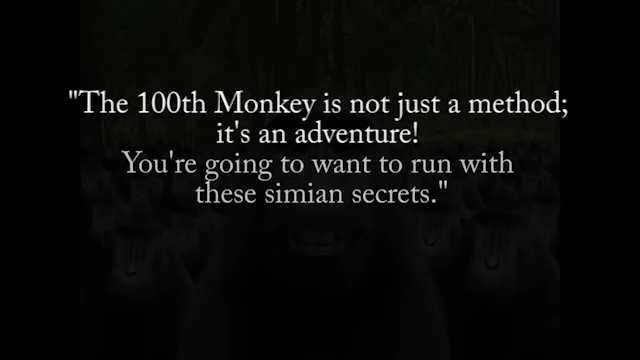 "The 100th Monkey is not just a method;
it's an adventure!
You're going to want to run with
these simian secrets."